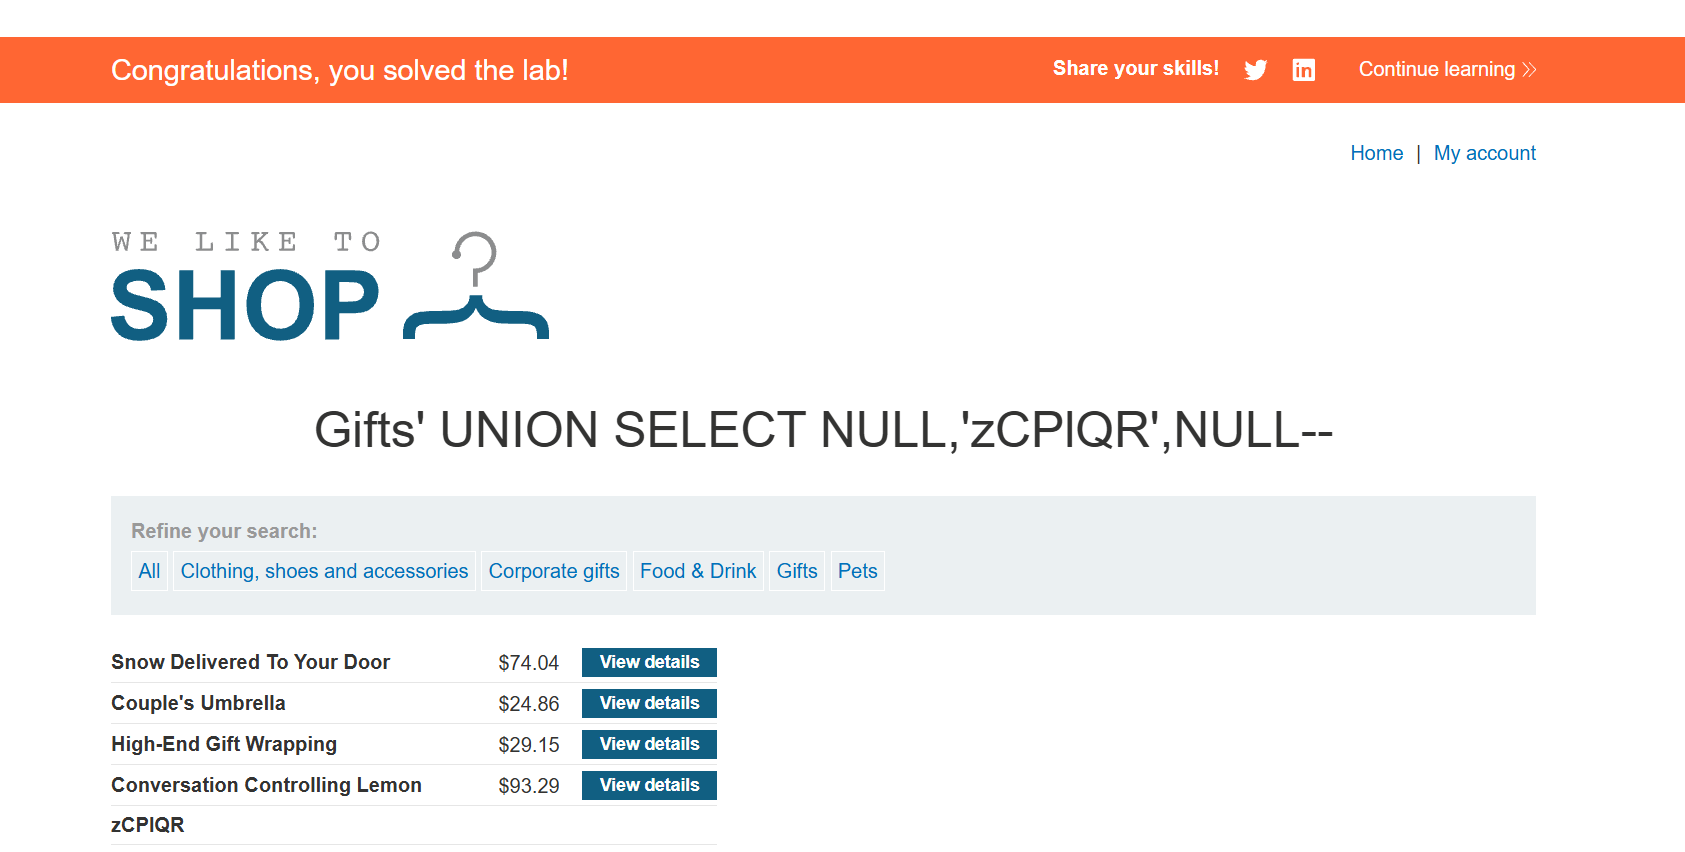 Congratulations, you solved the lab!
Share your skills!
Continue learning
Home | My account
WE LIKE TO
SHOP
Gifts' UNION SELECT NULL,'zCPIQR',NULL--
Refine your search:
All Clothing, shoes and accessories Corporate gifts Food & Drink Gifts Pets
Snow Delivered To Your Door $74.04 View details
Couple's Umbrella $24.86 View details
High-End Gift Wrapping $29.15 View details
Conversation Controlling Lemon $93.29 View details
zCPIQR